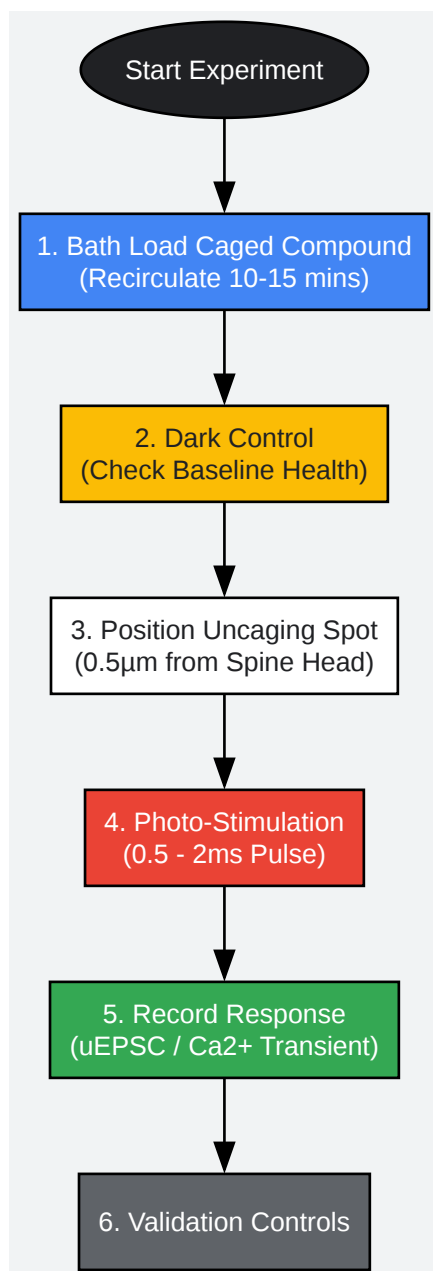 Start Experiment
1. Bath Load Caged Compound
(Recirculate 10-15 mins)
2. Dark Control
(Check Baseline Health)
3. Position Uncaging Spot
(0.5µm from Spine Head)
4. Photo-Stimulation
(0.5 - 2ms Pulse)
5. Record Response
(uEPSC / Ca2+ Transient)
6. Validation Controls